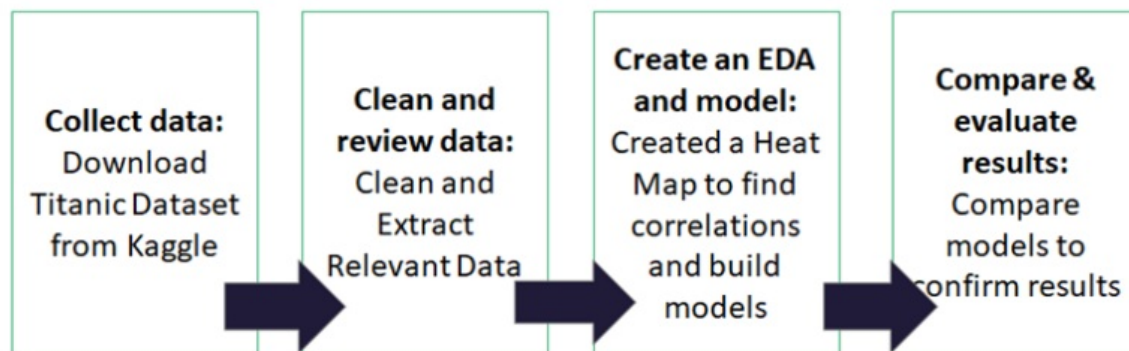 Collect data:
Download
Titanic Dataset
from Kaggle
Clean and
review data:
Clean and
Extract
Relevant Data
Create an EDA
and model:
Created a Heat
Map to find
correlations
and build
models
Compare &
evaluate
results:
Compare
models to
confirm results